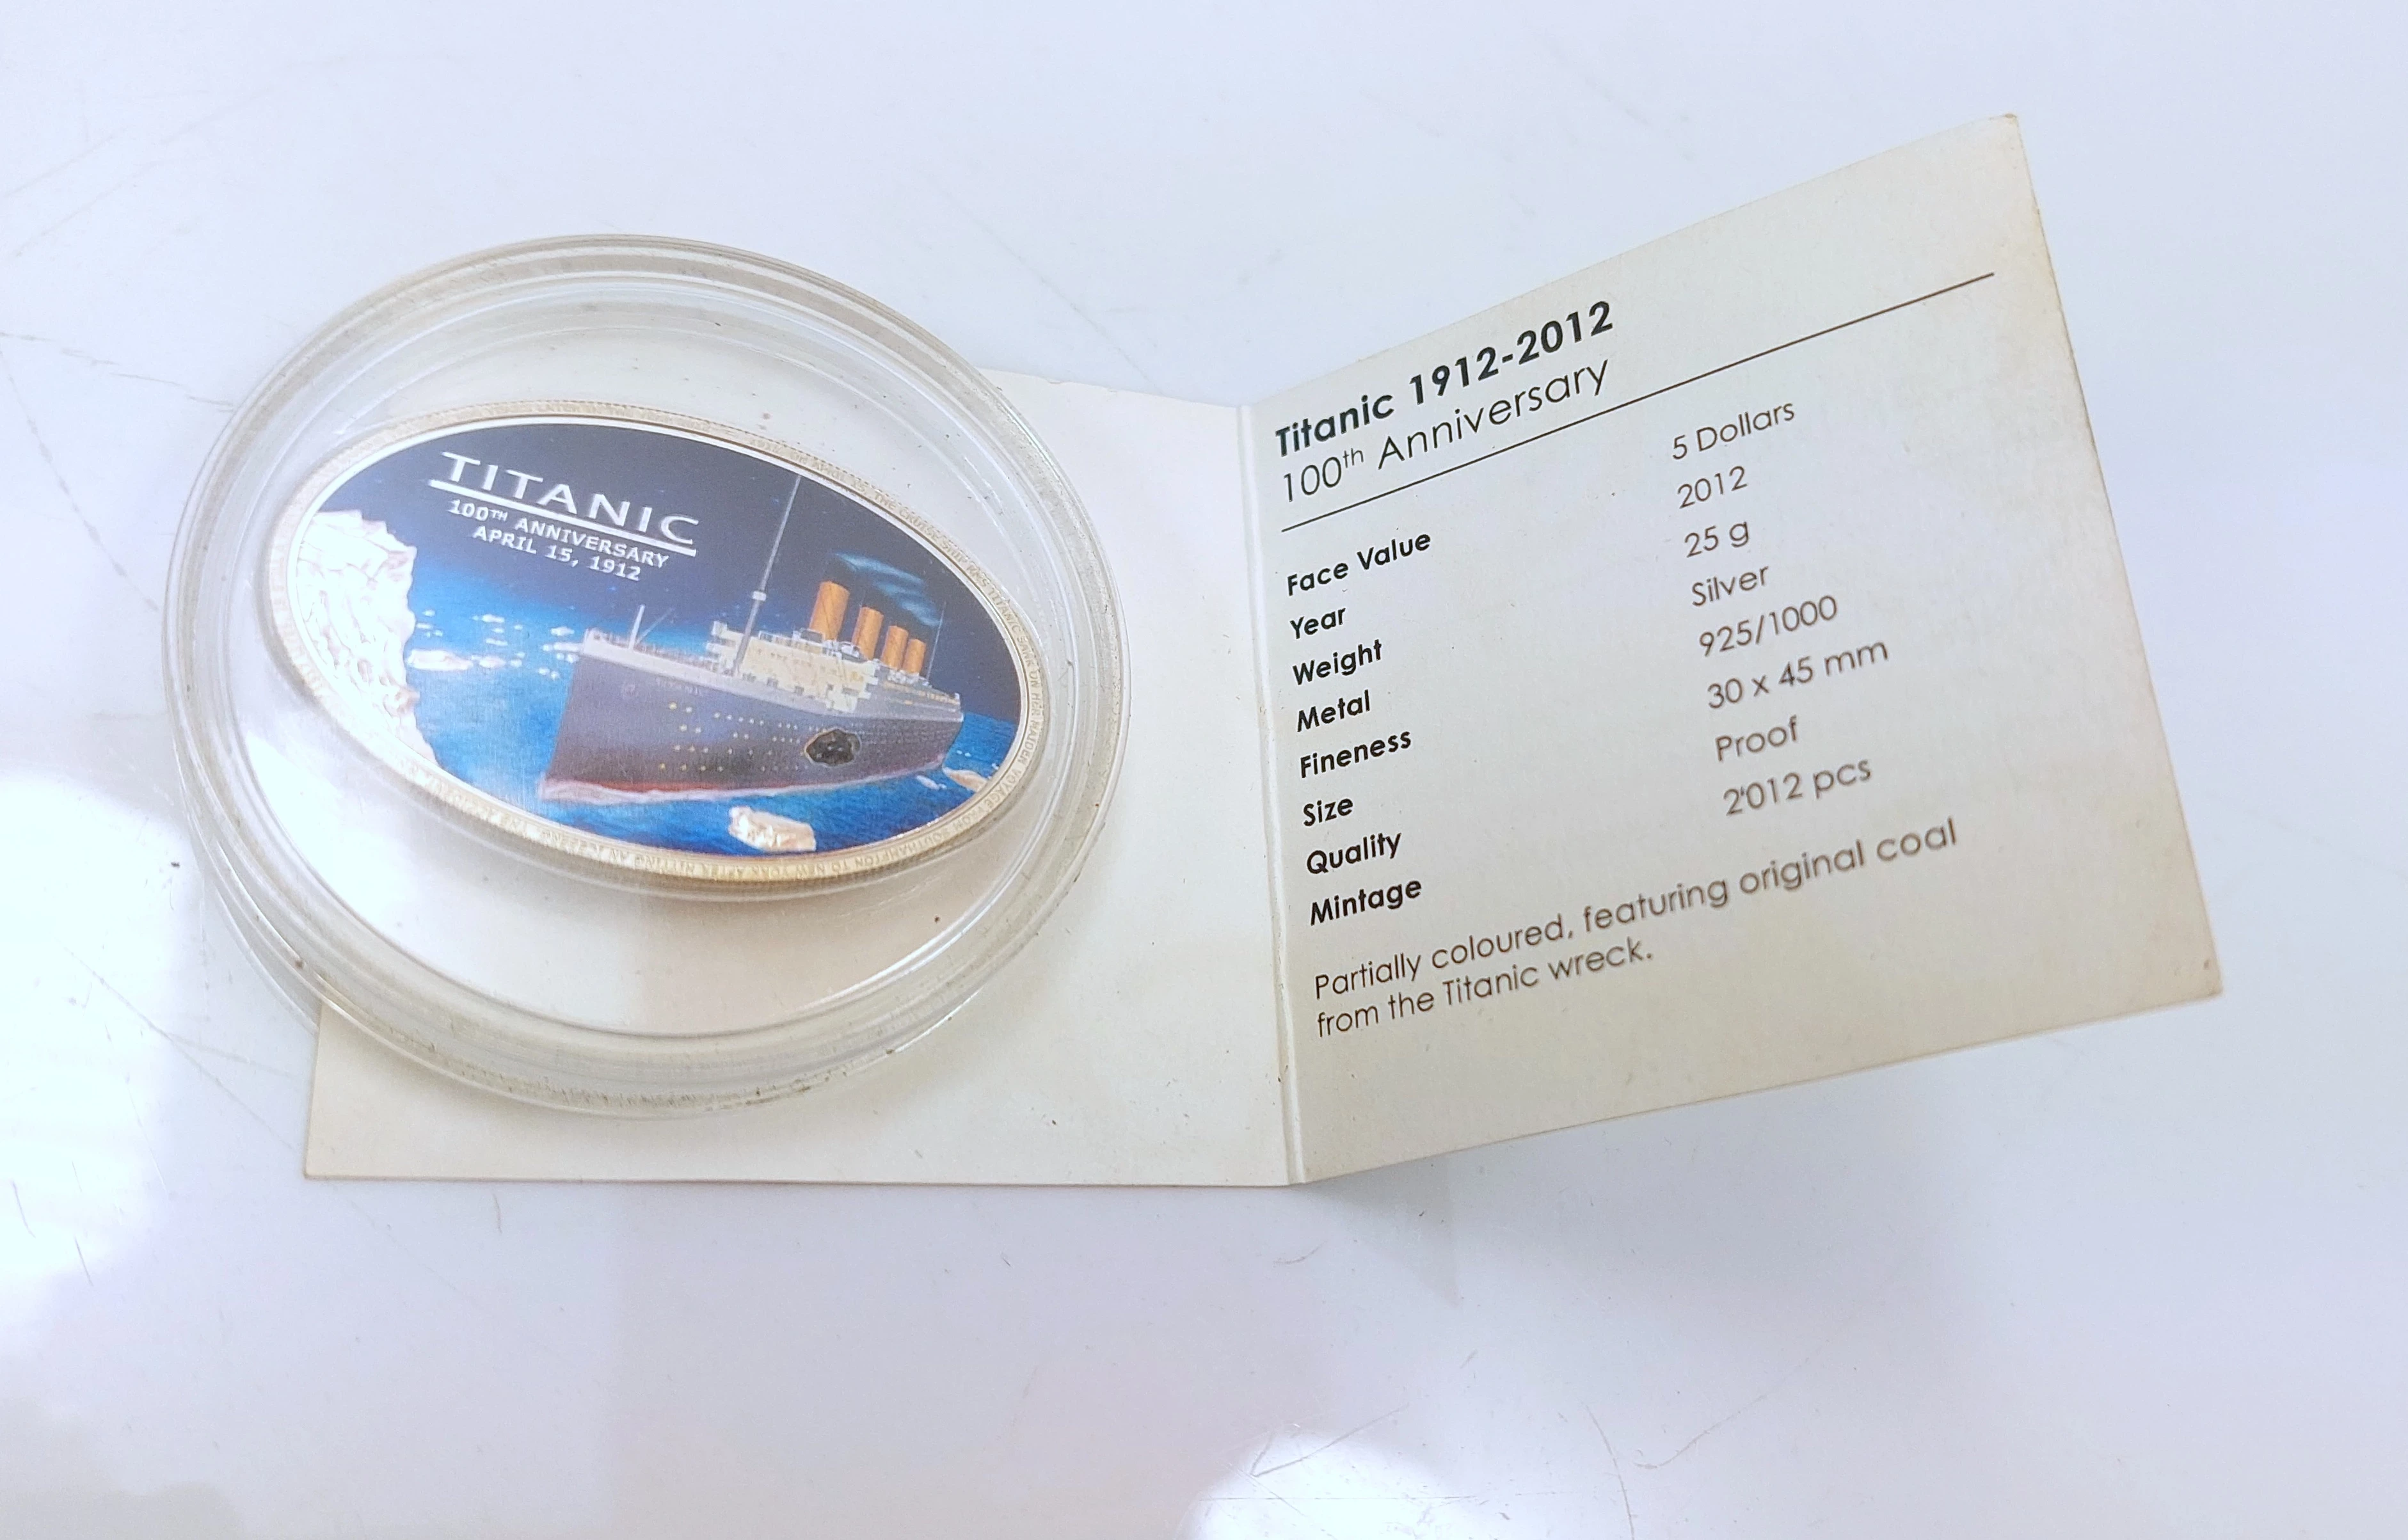 TITANIC
100TH ANNIVERSARY
APRIL 15, 1912
Titanic 1912-2012
100th Anniversary
Face Value 5 Dollars
Year 2012
Weight 25 g
Metal Silver
Fineness 925/1000
Size 30 x 45 mm
Quality Proof
Mintage 2'012 pcs
Partially coloured, featuring original coal
from the Titanic wreck.